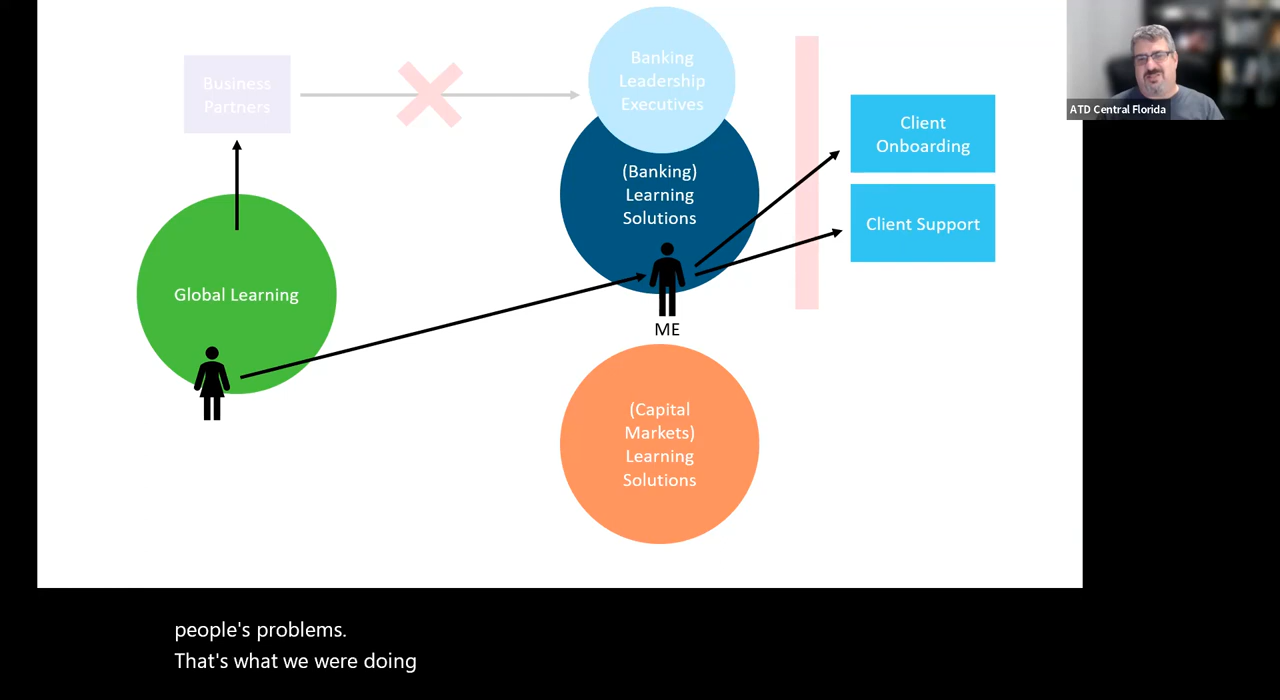 Business
Partners
Banking
Leadership
Executives
(Banking)
Learning
Solutions
Client
Onboarding
Client Support
ATD Central Florida
Global Learning
ME
(Capital
Markets)
Learning
Solutions
people's problems.
That's what we were doing